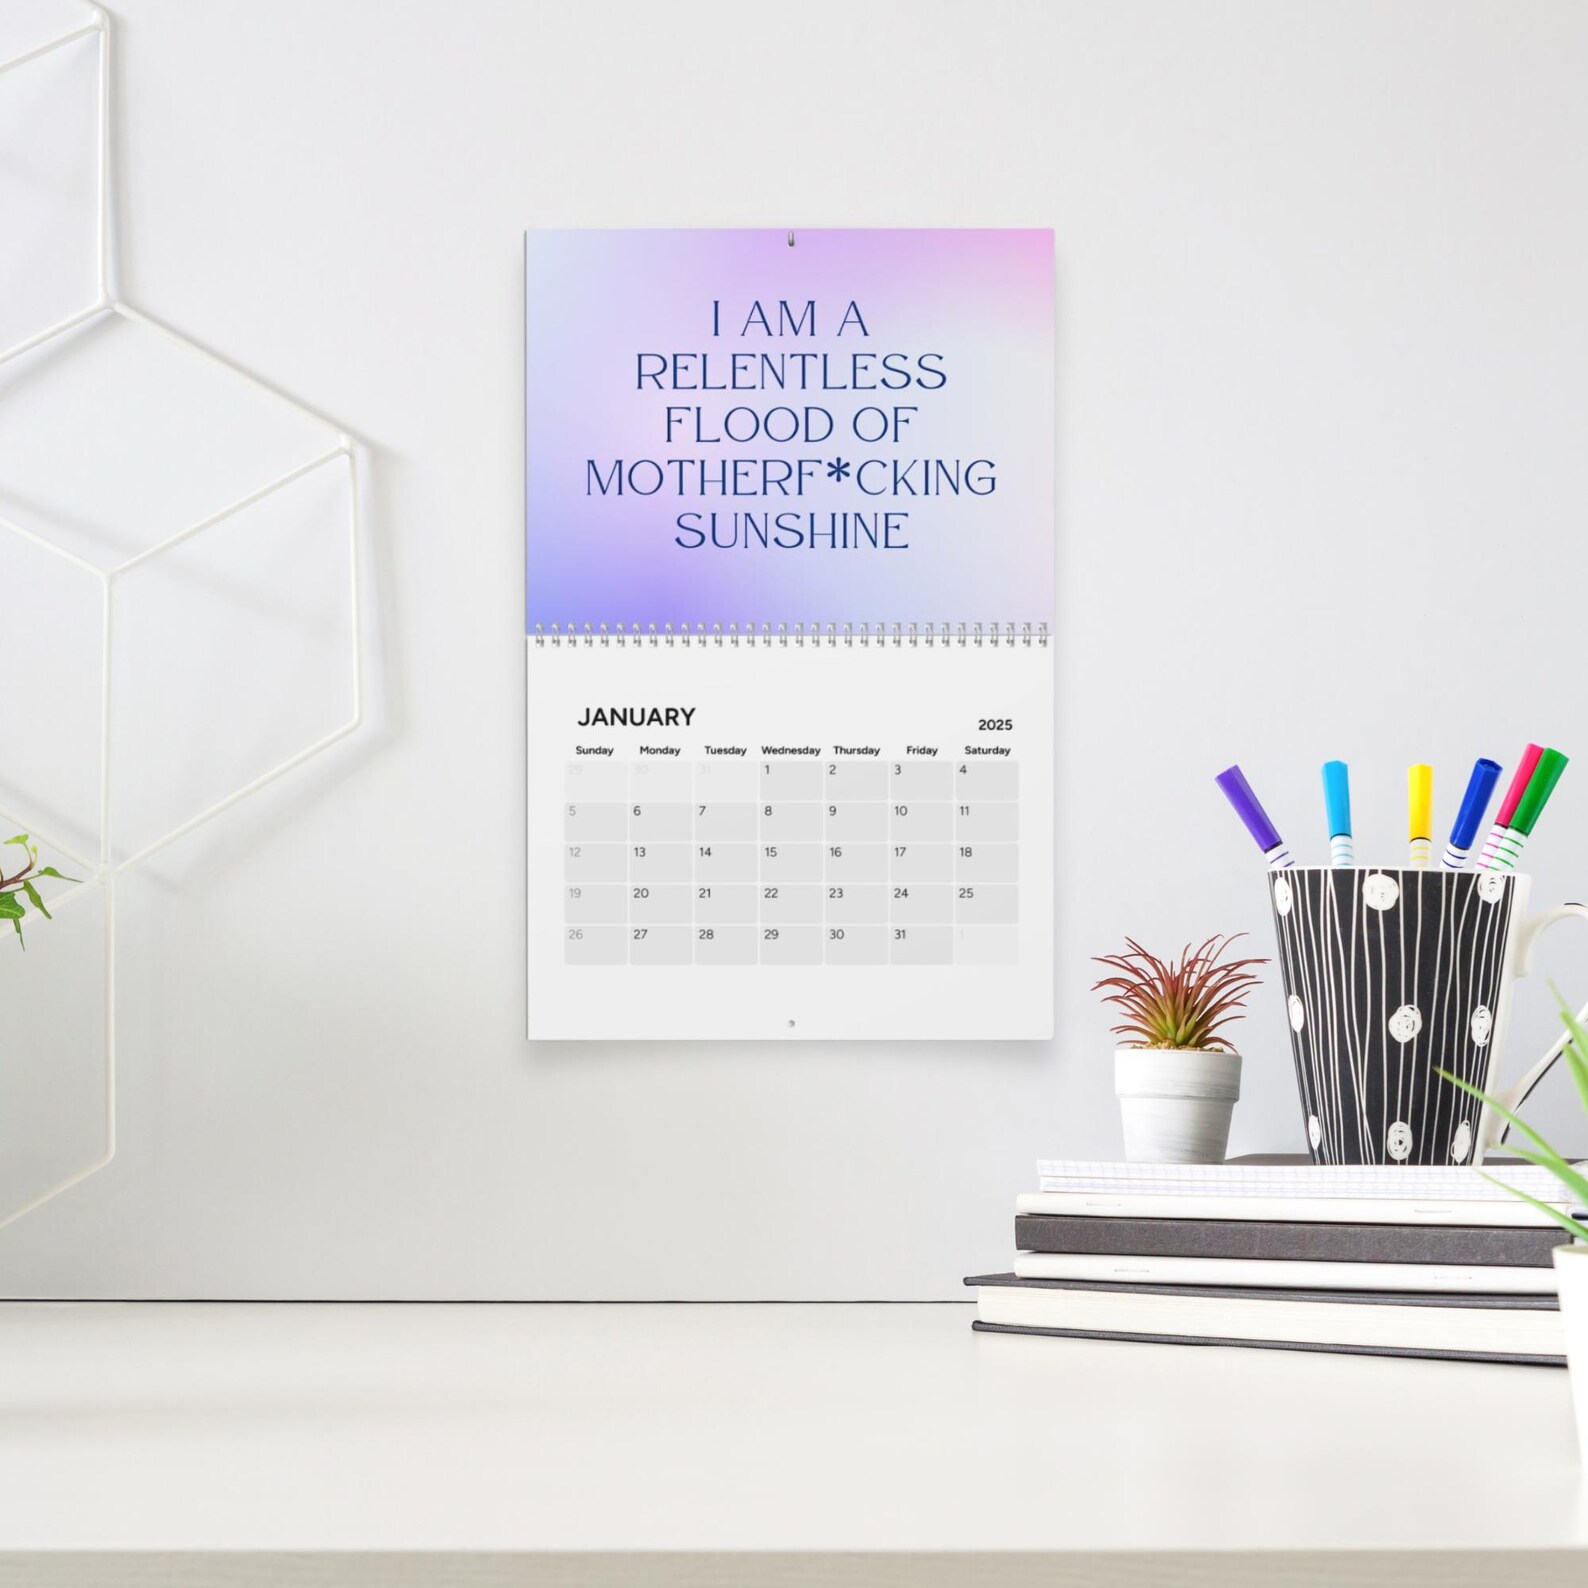 I AM A
RELENTLESS
FLOOD OF
MOTHERF*CKING
SUNSHINE
JANUARY 2025
Sunday Monday Tuesday Wednesday Thursday Friday Saturday
29 30 31 1 2 3 4
5 6 7 8 9 10 11
12 13 14 15 16 17 18
19 20 21 22 23 24 25
26 27 28 29 30 31 1